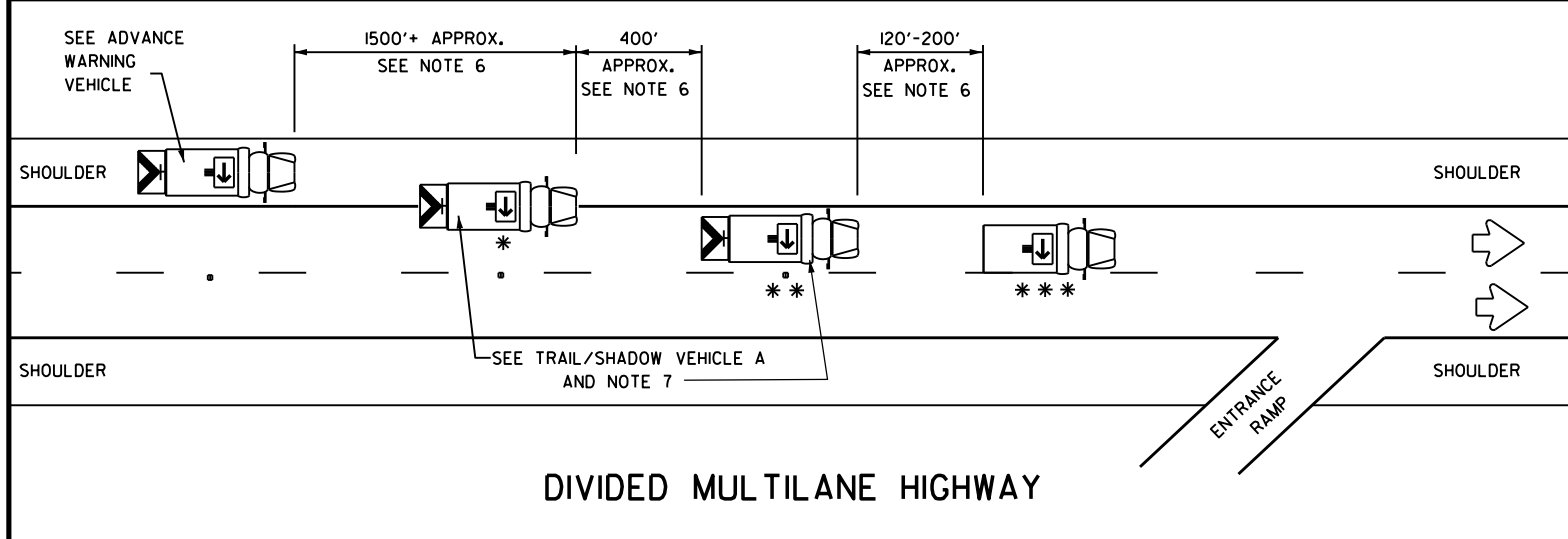 SEE ADVANCE
WARNING
VEHICLE
1500'+ APPROX.
SEE NOTE 6
400'
APPROX.
SEE NOTE 6
120'-200'
APPROX.
SEE NOTE 6
SHOULDER
SHOULDER
*
* *
* * *
SEE TRAIL/SHADOW VEHICLE A
AND NOTE 7
SHOULDER
SHOULDER
ENTRANCE
RAMP
DIVIDED MULTILANE HIGHWAY